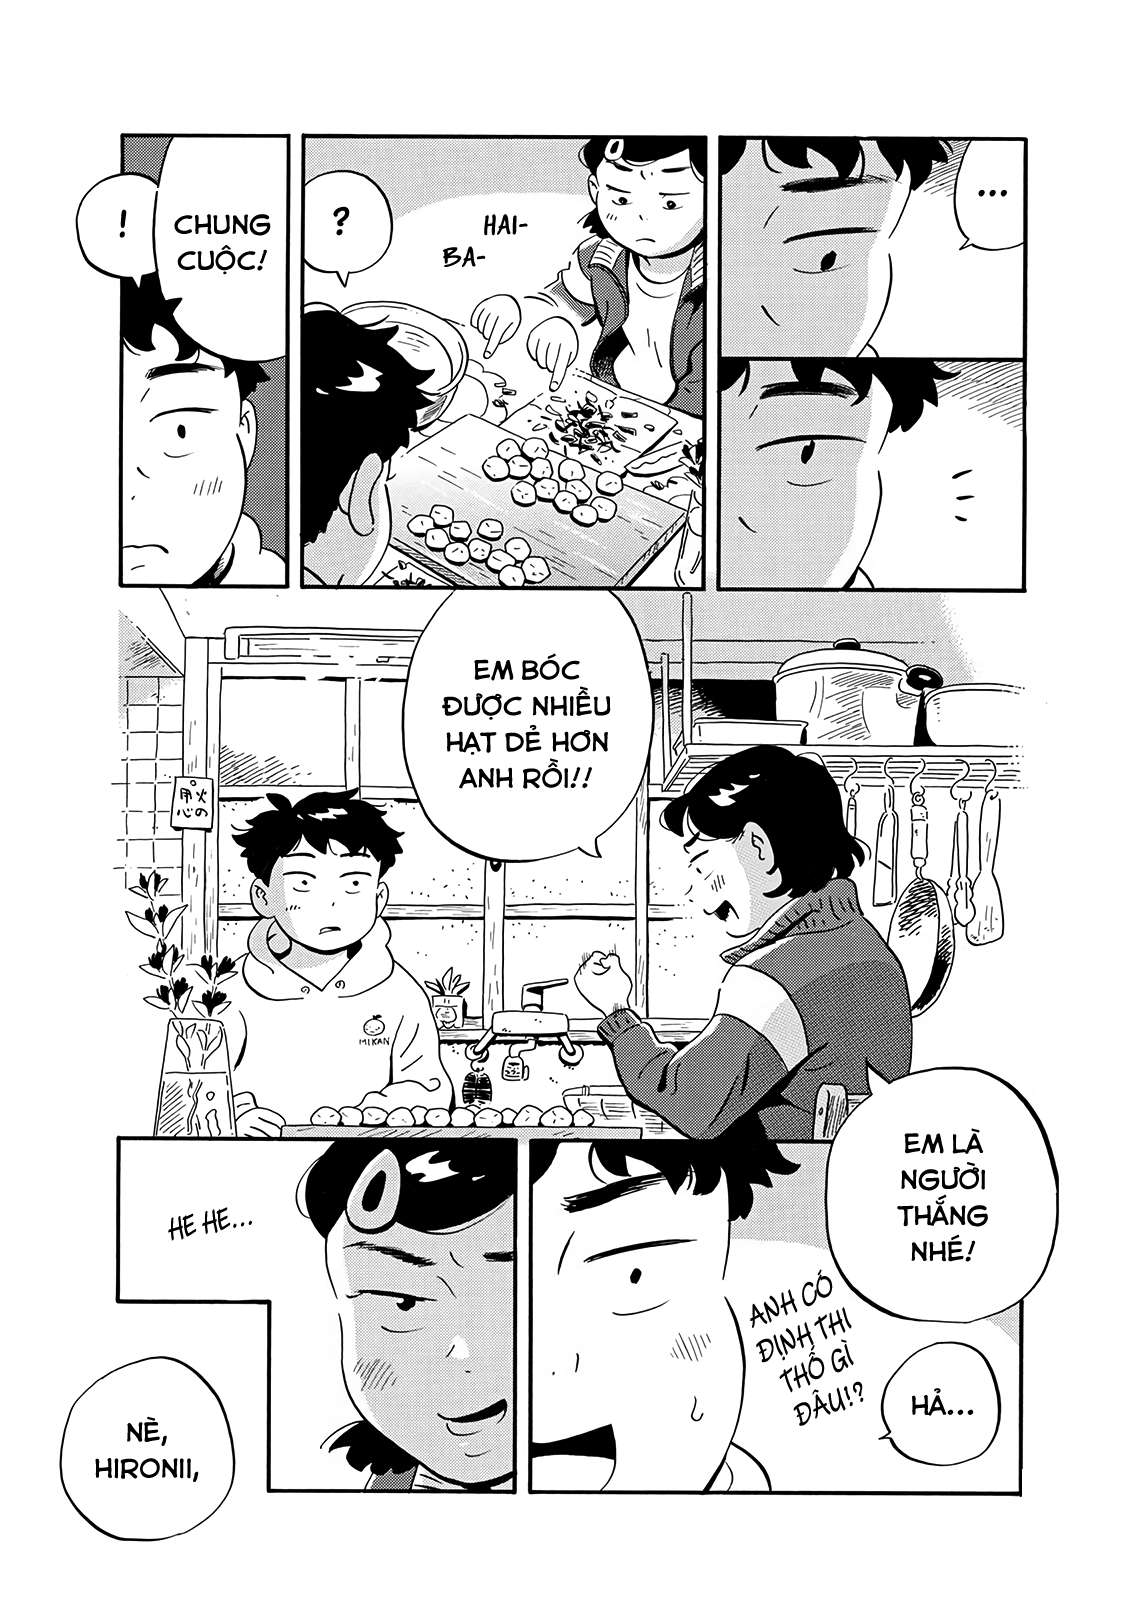 ...
?
HAI-
BA-
CHUNG
CUỘC!
!
EM BÓC
ĐƯỢC NHIỀU
HẠT DẺ HƠN
ANH RỒI!!
火の
用心
MIKAN
EM LÀ
NGƯỜI
THẮNG
NHÉ!
HẢ...
ANH CÓ
ĐỊNH THI
THỐ GÌ
ĐÂU!?
HE HE...
NÈ,
HIRONII,